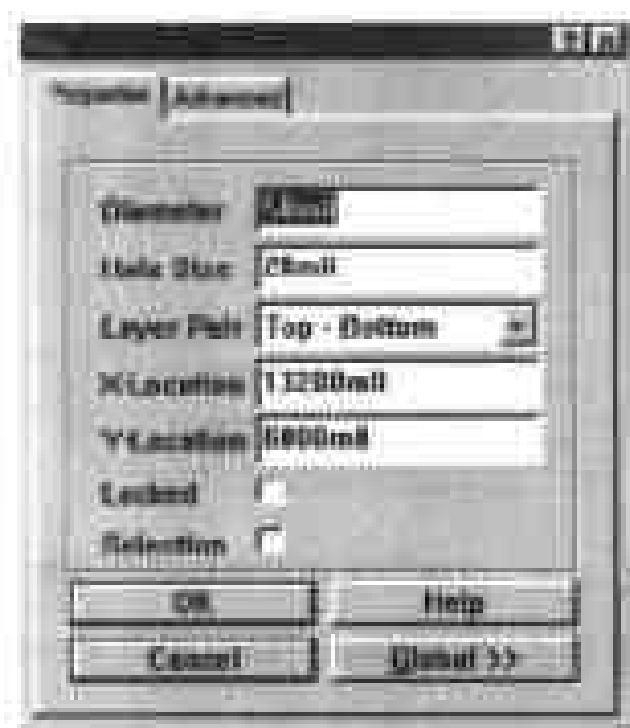 Properties Advanced
Diameter
Hole Size 28mil
Layer Pair Top - Bottom
X-Location 13200mil
Y-Location 6800mil
Locked
Selection
OK Help
Cancel Global >>